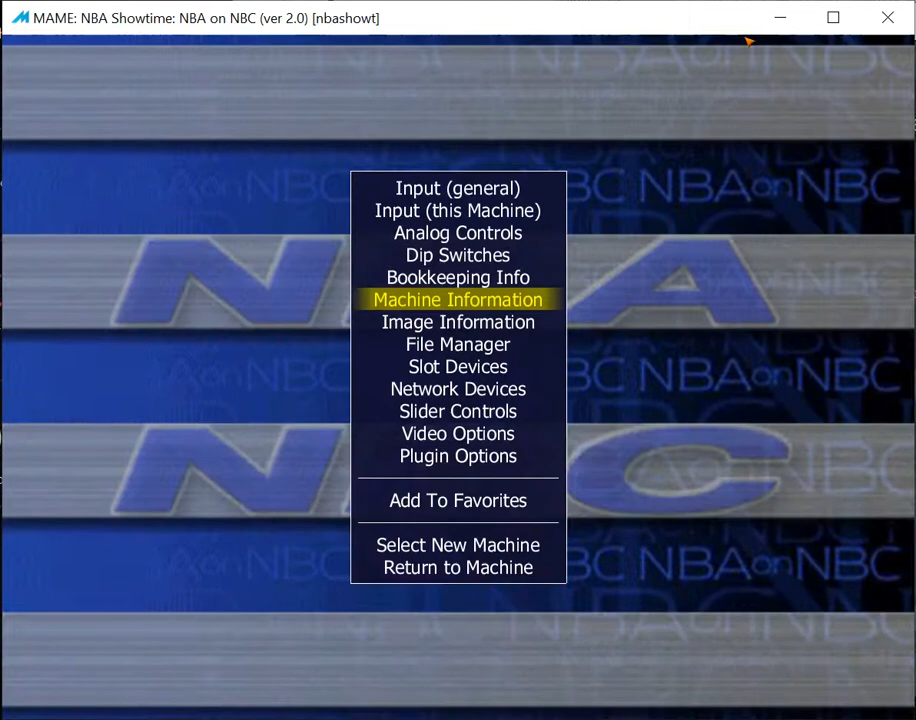 MAME: NBA Showtime: NBA on NBC (ver 2.0) [nbashowt]
Input (general)
Input (this Machine)
Analog Controls
Dip Switches
Bookkeeping Info
Machine Information
Image Information
File Manager
Slot Devices
Network Devices
Slider Controls
Video Options
Plugin Options
Add To Favorites
Select New Machine
Return to Machine